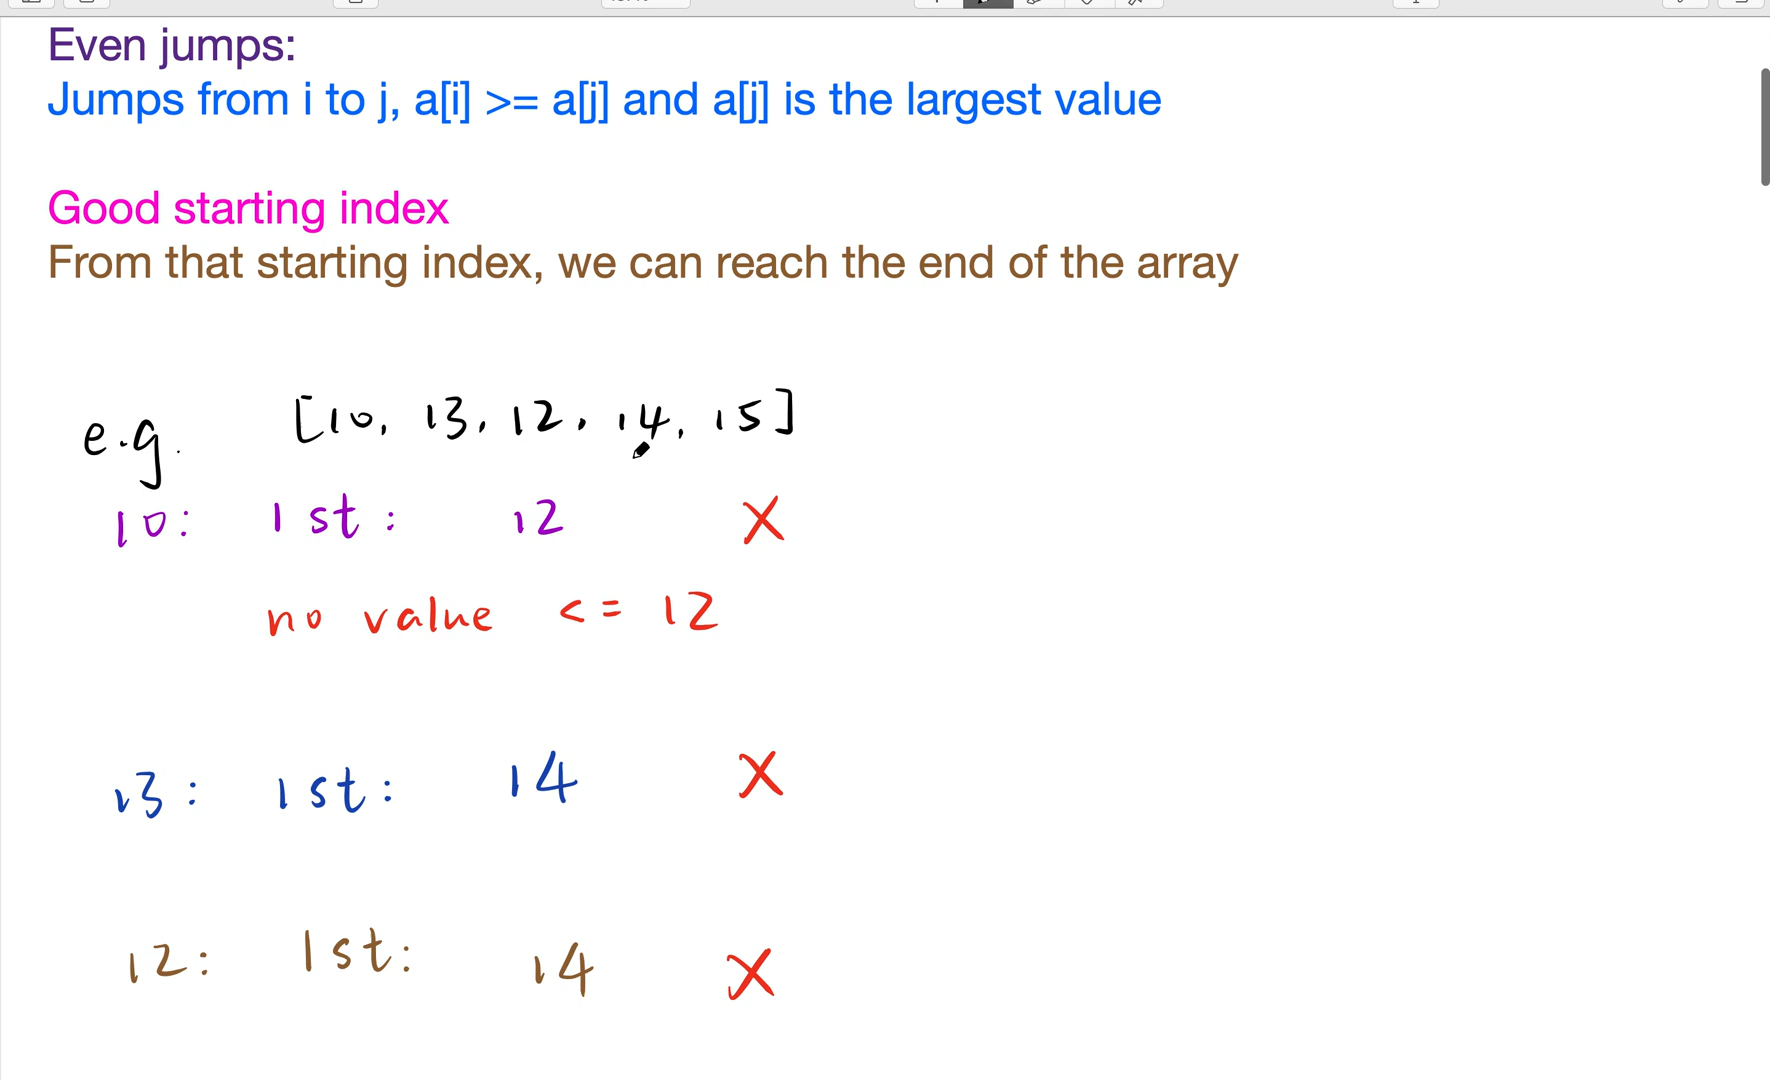 Even jumps:
Jumps from i to j, a[i] >= a[j] and a[j] is the largest value
Good starting index
From that starting index, we can reach the end of the array
e.g. [10, 13, 12, 14, 15]
10: 1st: 12 X
no value <= 12
13: 1st: 14 X
12: 1st: 14 X